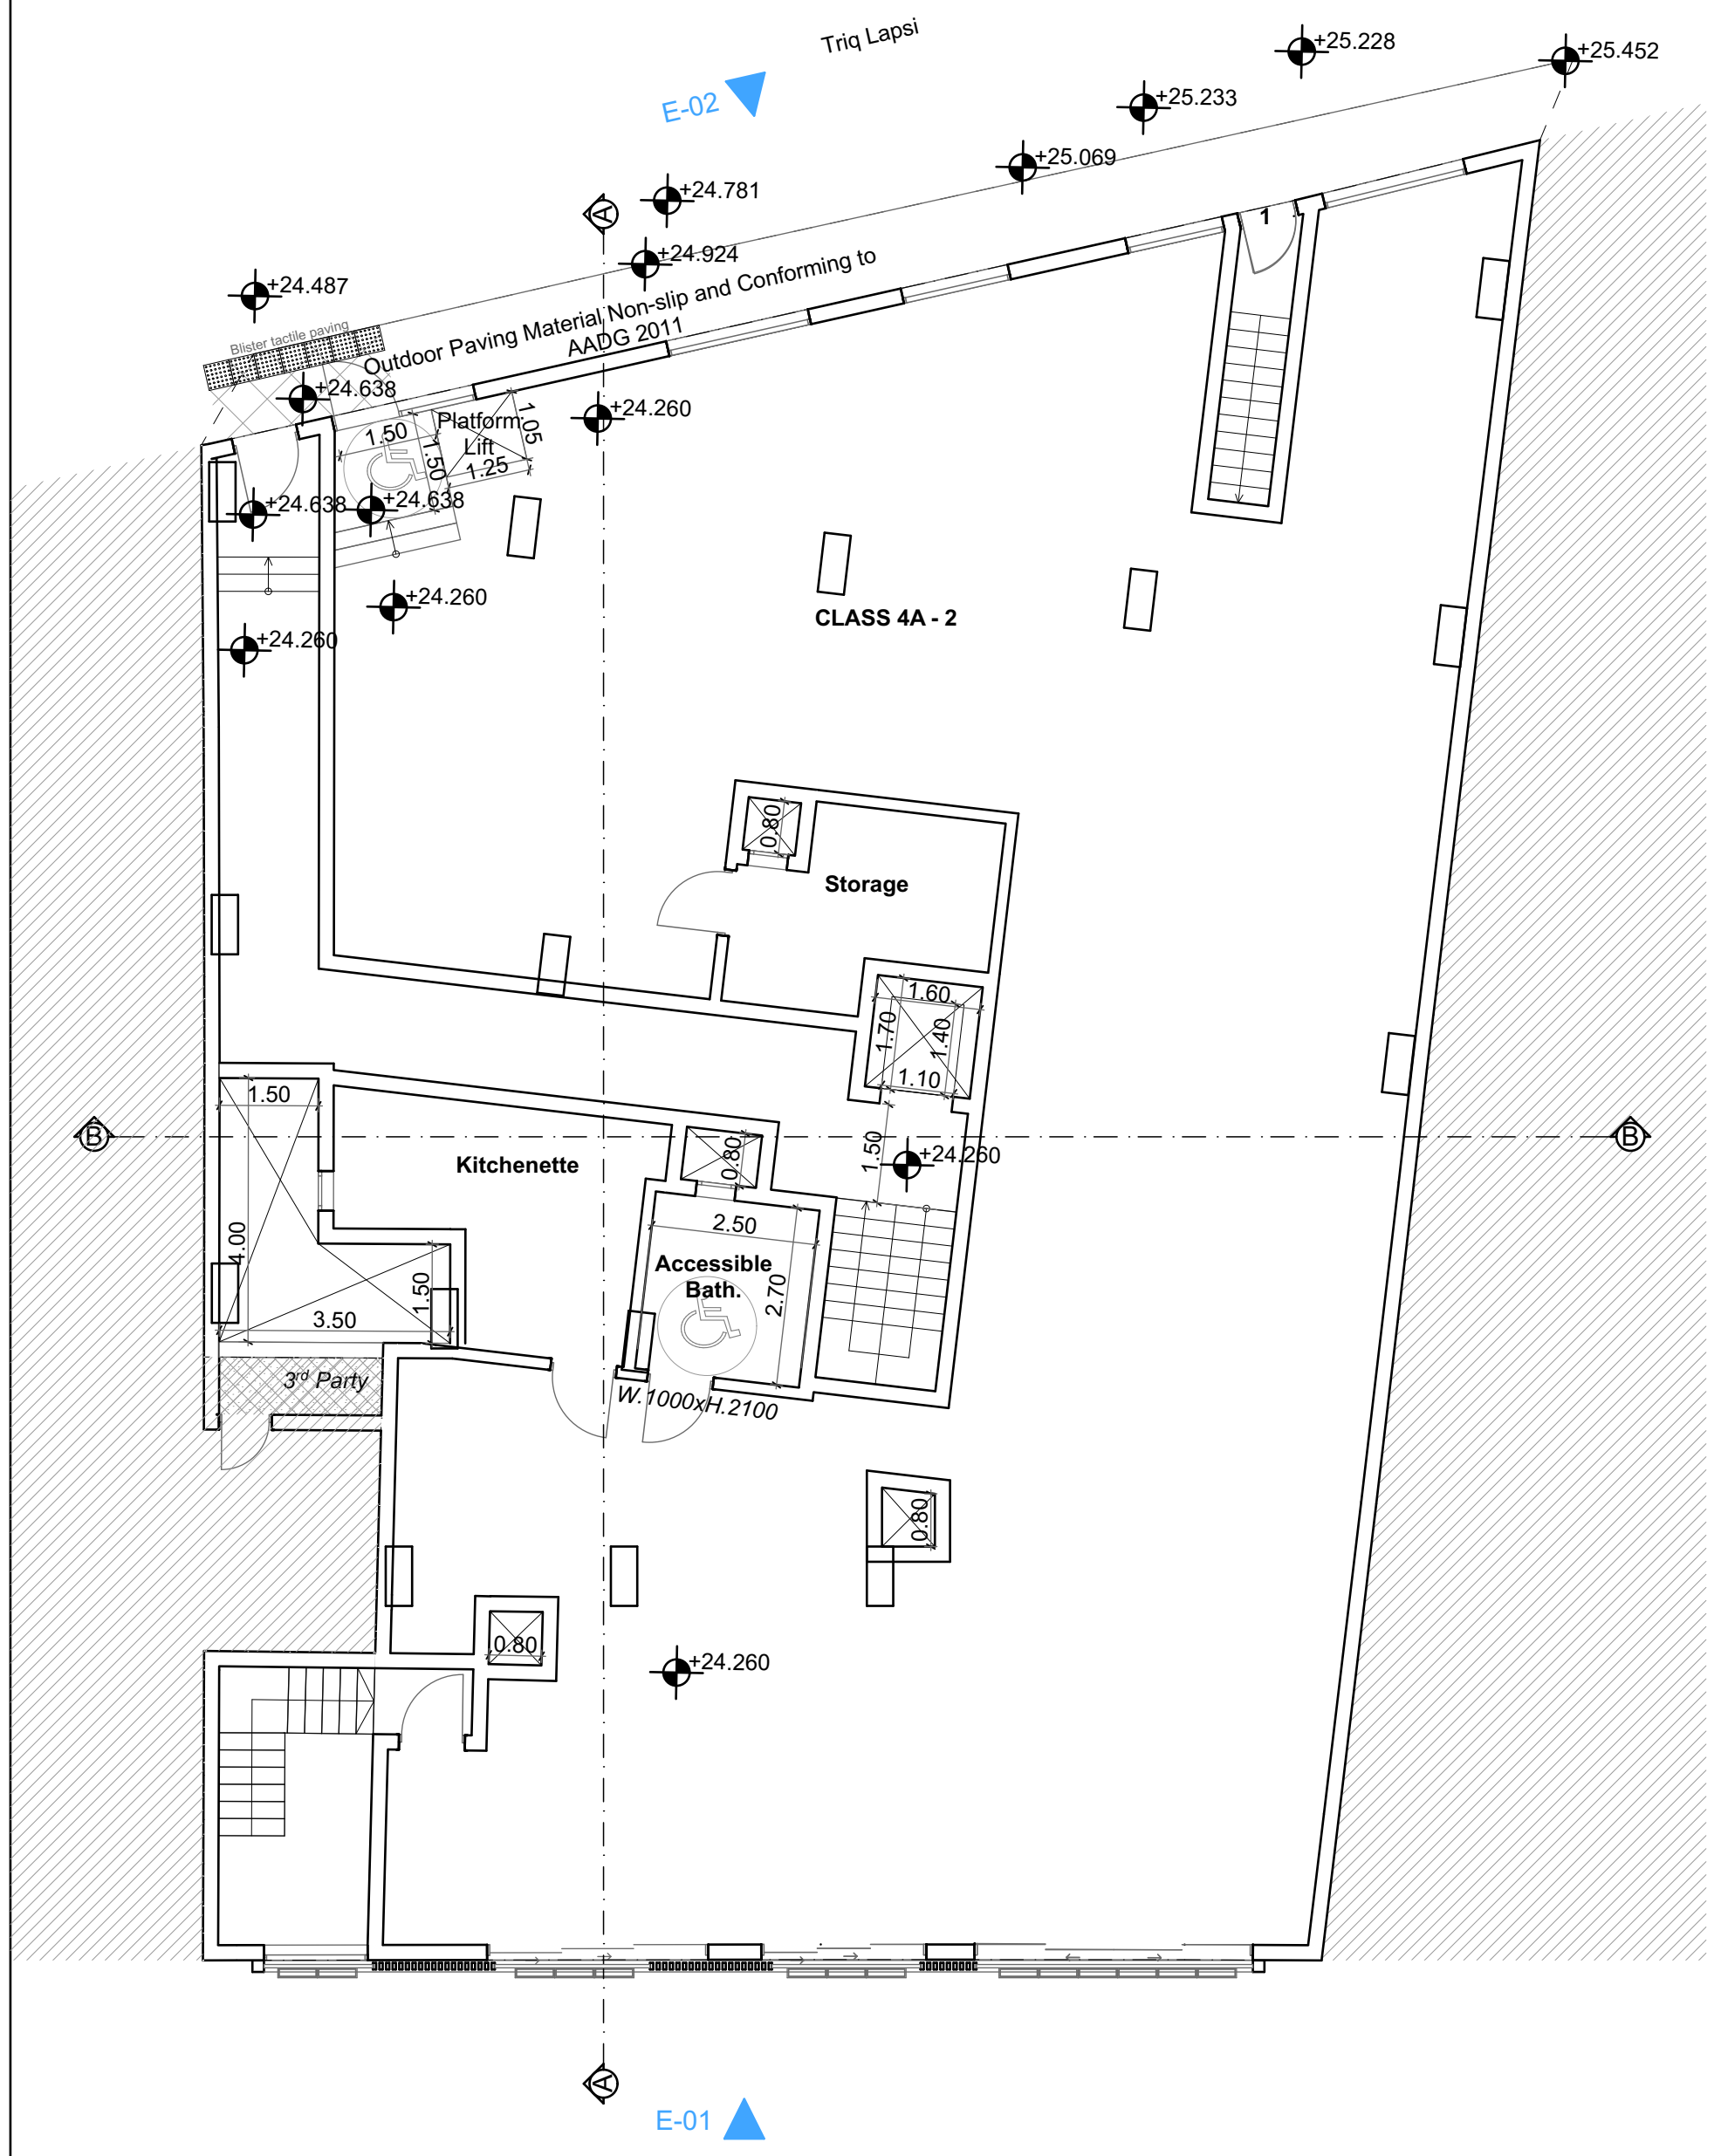 Triq Lapsi
+25.228
+25.452
E-02
+25.233
+25.069
+24.781
A
+24.924
+24.487
Outdoor Paving Material Non-slip and Conforming to
AADG 2011
Blister tactile paving
1
+24.638
+24.260
Platform
Lift
1.50
1.50
1.05
1.25
+24.638
+24.638
+24.260
+24.260
CLASS 4A - 2
0.80
Storage
1.60
1.70
1.40
1.10
1.50
B
B
Kitchenette
0.80
1.50
+24.260
4.00
2.50
Accessible
Bath.
2.70
1.50
3.50
3rd Party
W.1000xH.2100
0.80
0.80
+24.260
A
E-01